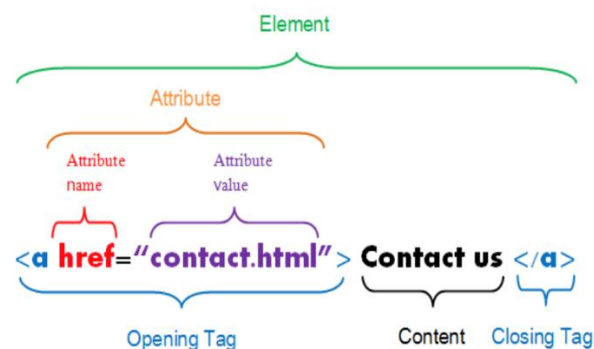 Element
Attribute
Attribute Attribute
name value
<a href=“contact.html”> Contact us </a>
Opening Tag Content Closing Tag